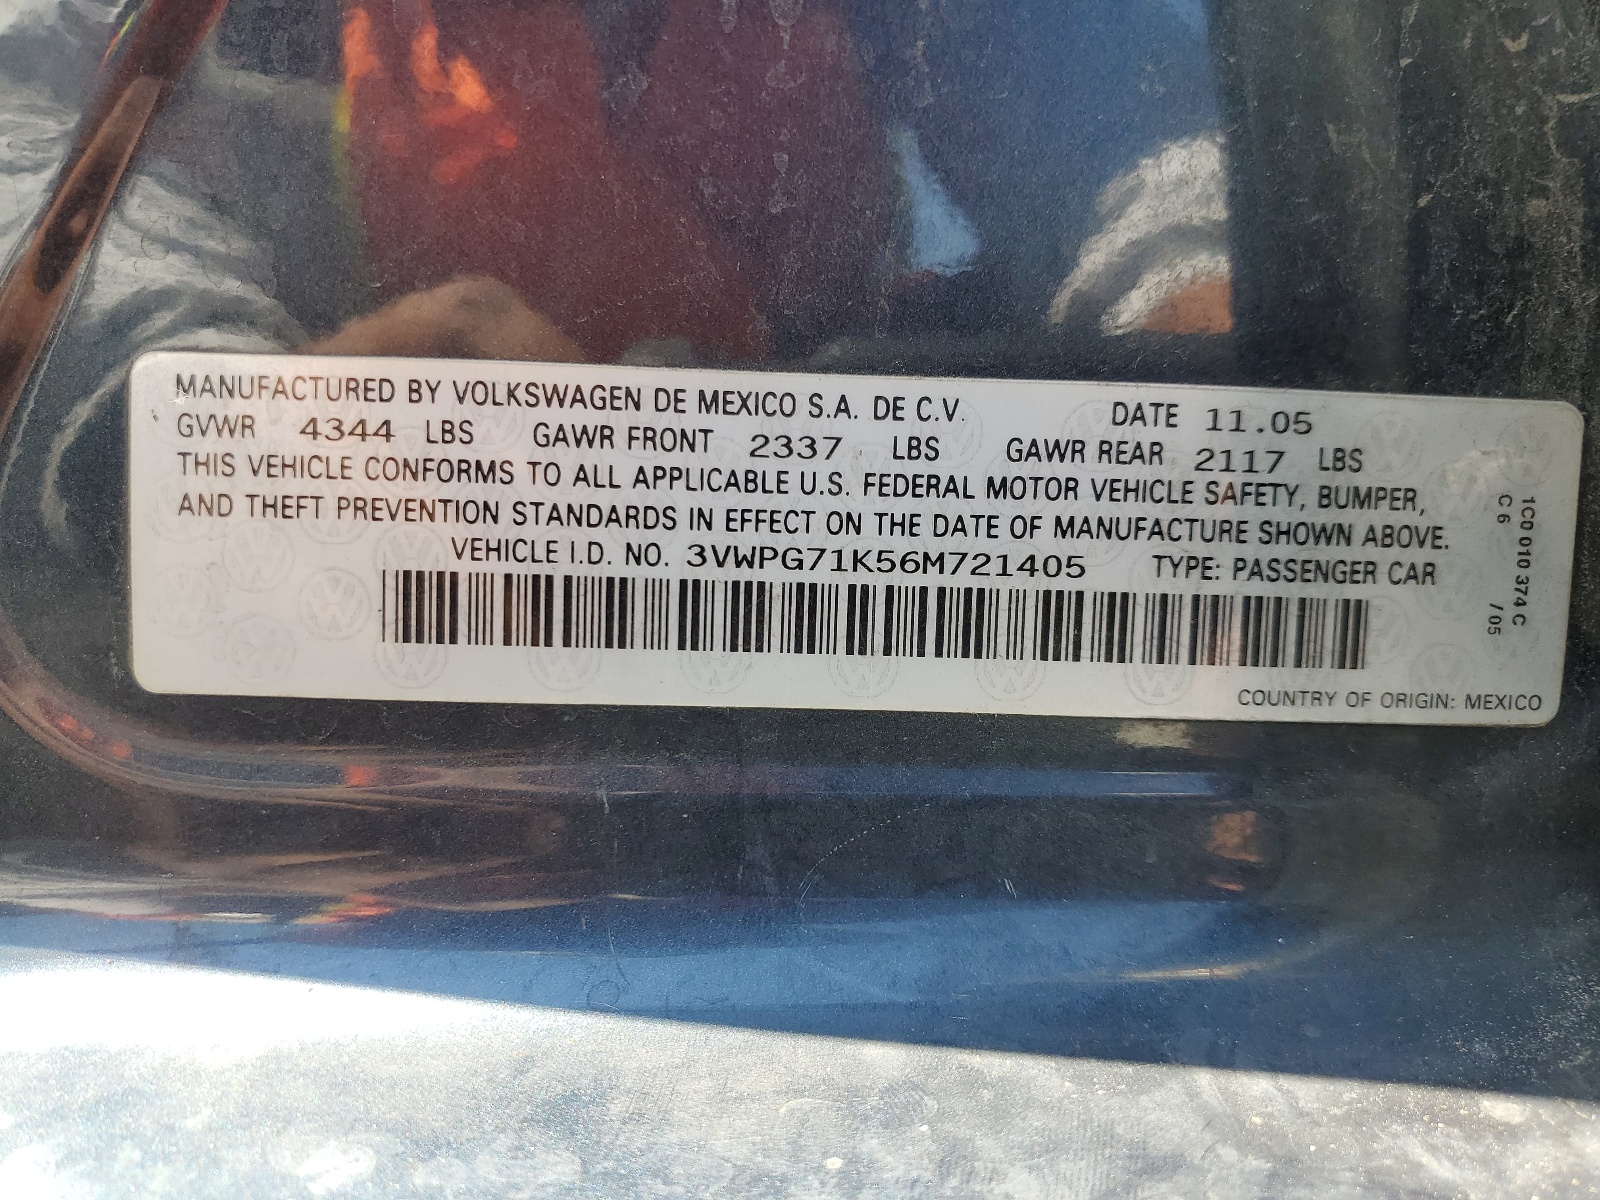 MANUFACTURED BY VOLKSWAGEN DE MEXICO S.A. DE C.V. DATE 11.05
GVWR 4344 LBS GAWR FRONT 2337 LBS GAWR REAR 2117 LBS
THIS VEHICLE CONFORMS TO ALL APPLICABLE U.S. FEDERAL MOTOR VEHICLE SAFETY, BUMPER,
AND THEFT PREVENTION STANDARDS IN EFFECT ON THE DATE OF MANUFACTURE SHOWN ABOVE.
VEHICLE I.D. NO. 3VWPG71K56M721405 TYPE: PASSENGER CAR
COUNTRY OF ORIGIN: MEXICO
1C0 010 374 C
C 6 / 05